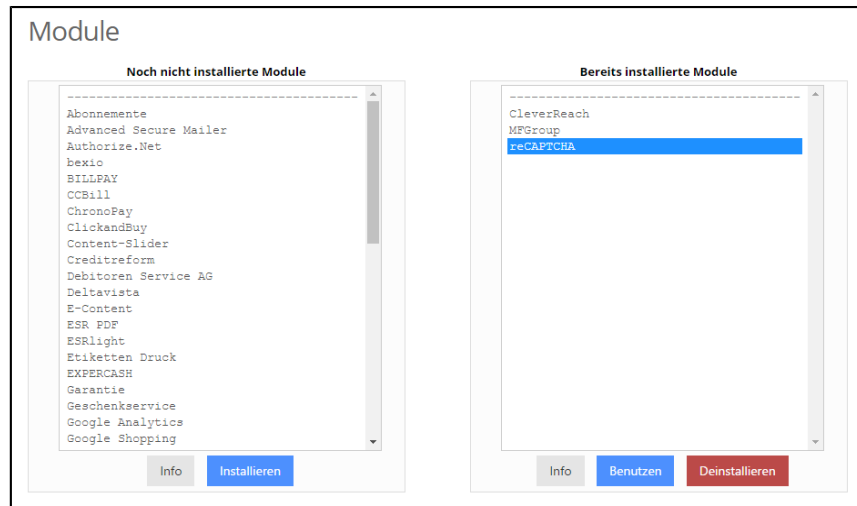 Module
Noch nicht installierte Module
----------------------------------------
Abonnemente
Advanced Secure Mailer
Authorize.Net
bexio
BILLPAY
CCBill
ChronoPay
ClickandBuy
Content-Slider
Creditreform
Debitoren Service AG
Deltavista
E-Content
ESR PDF
ESRlight
Etiketten Druck
EXPERCASH
Garantie
Geschenkservice
Google Analytics
Google Shopping
Info
Installieren
Bereits installierte Module
----------------------------------------
CleverReach
MFGroup
reCAPTCHA
Info
Benutzen
Deinstallieren